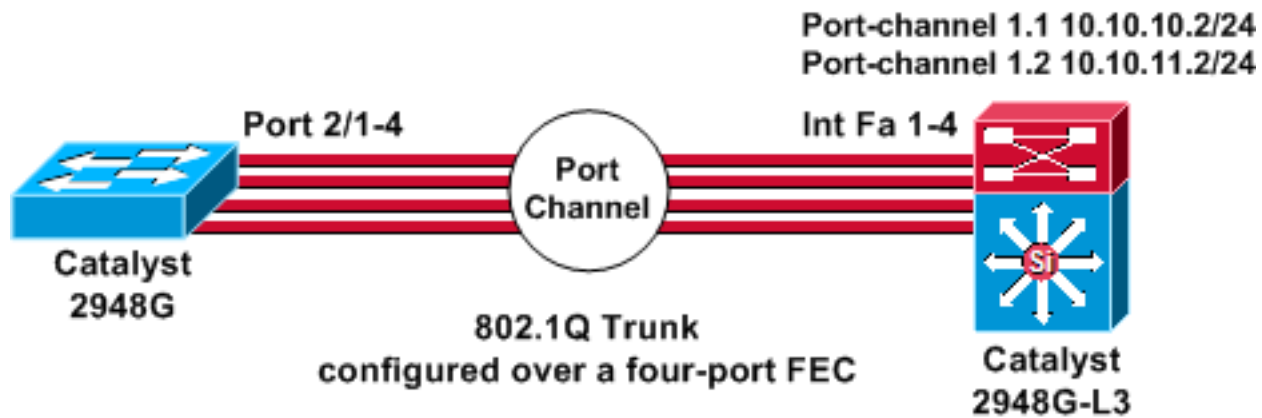 Port-channel 1.1 10.10.10.2/24
Port-channel 1.2 10.10.11.2/24
Port 2/1-4
Int Fa 1-4
Port
Channel
Si
Catalyst
2948G
802.1Q Trunk
configured over a four-port FEC
Catalyst
2948G-L3